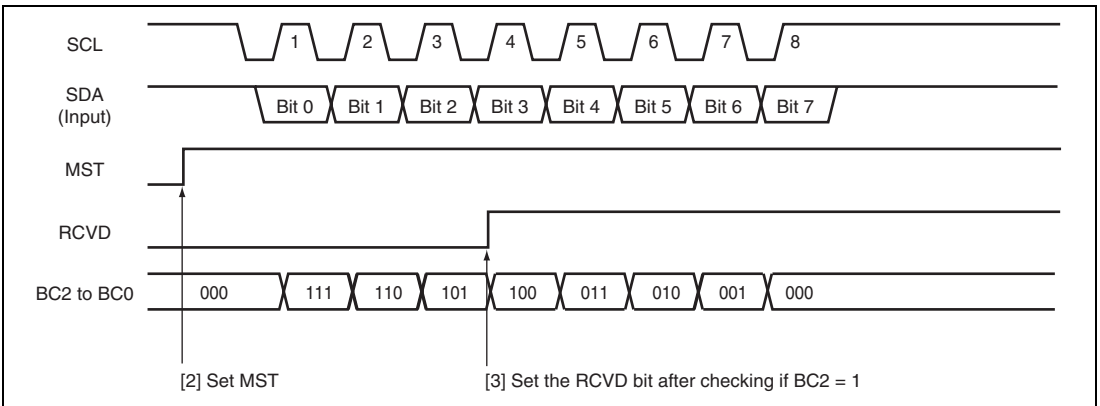 SCL 1 2 3 4 5 6 7 8
SDA
(Input) Bit 0 Bit 1 Bit 2 Bit 3 Bit 4 Bit 5 Bit 6 Bit 7
MST
RCVD
BC2 to BC0 000 111 110 101 100 011 010 001 000
[2] Set MST [3] Set the RCVD bit after checking if BC2 = 1